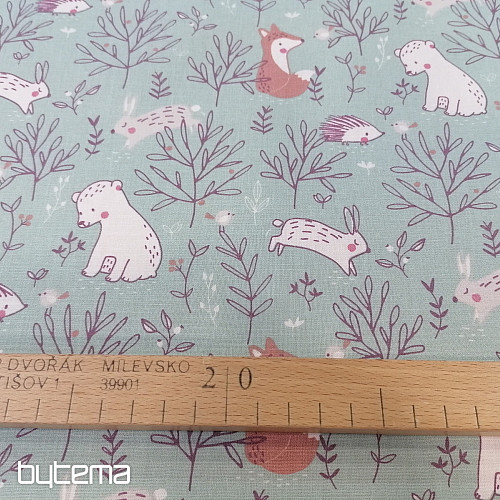 DVOŘÁK MILEVSKO 2 0
TIŠOV 1 39901
bytema